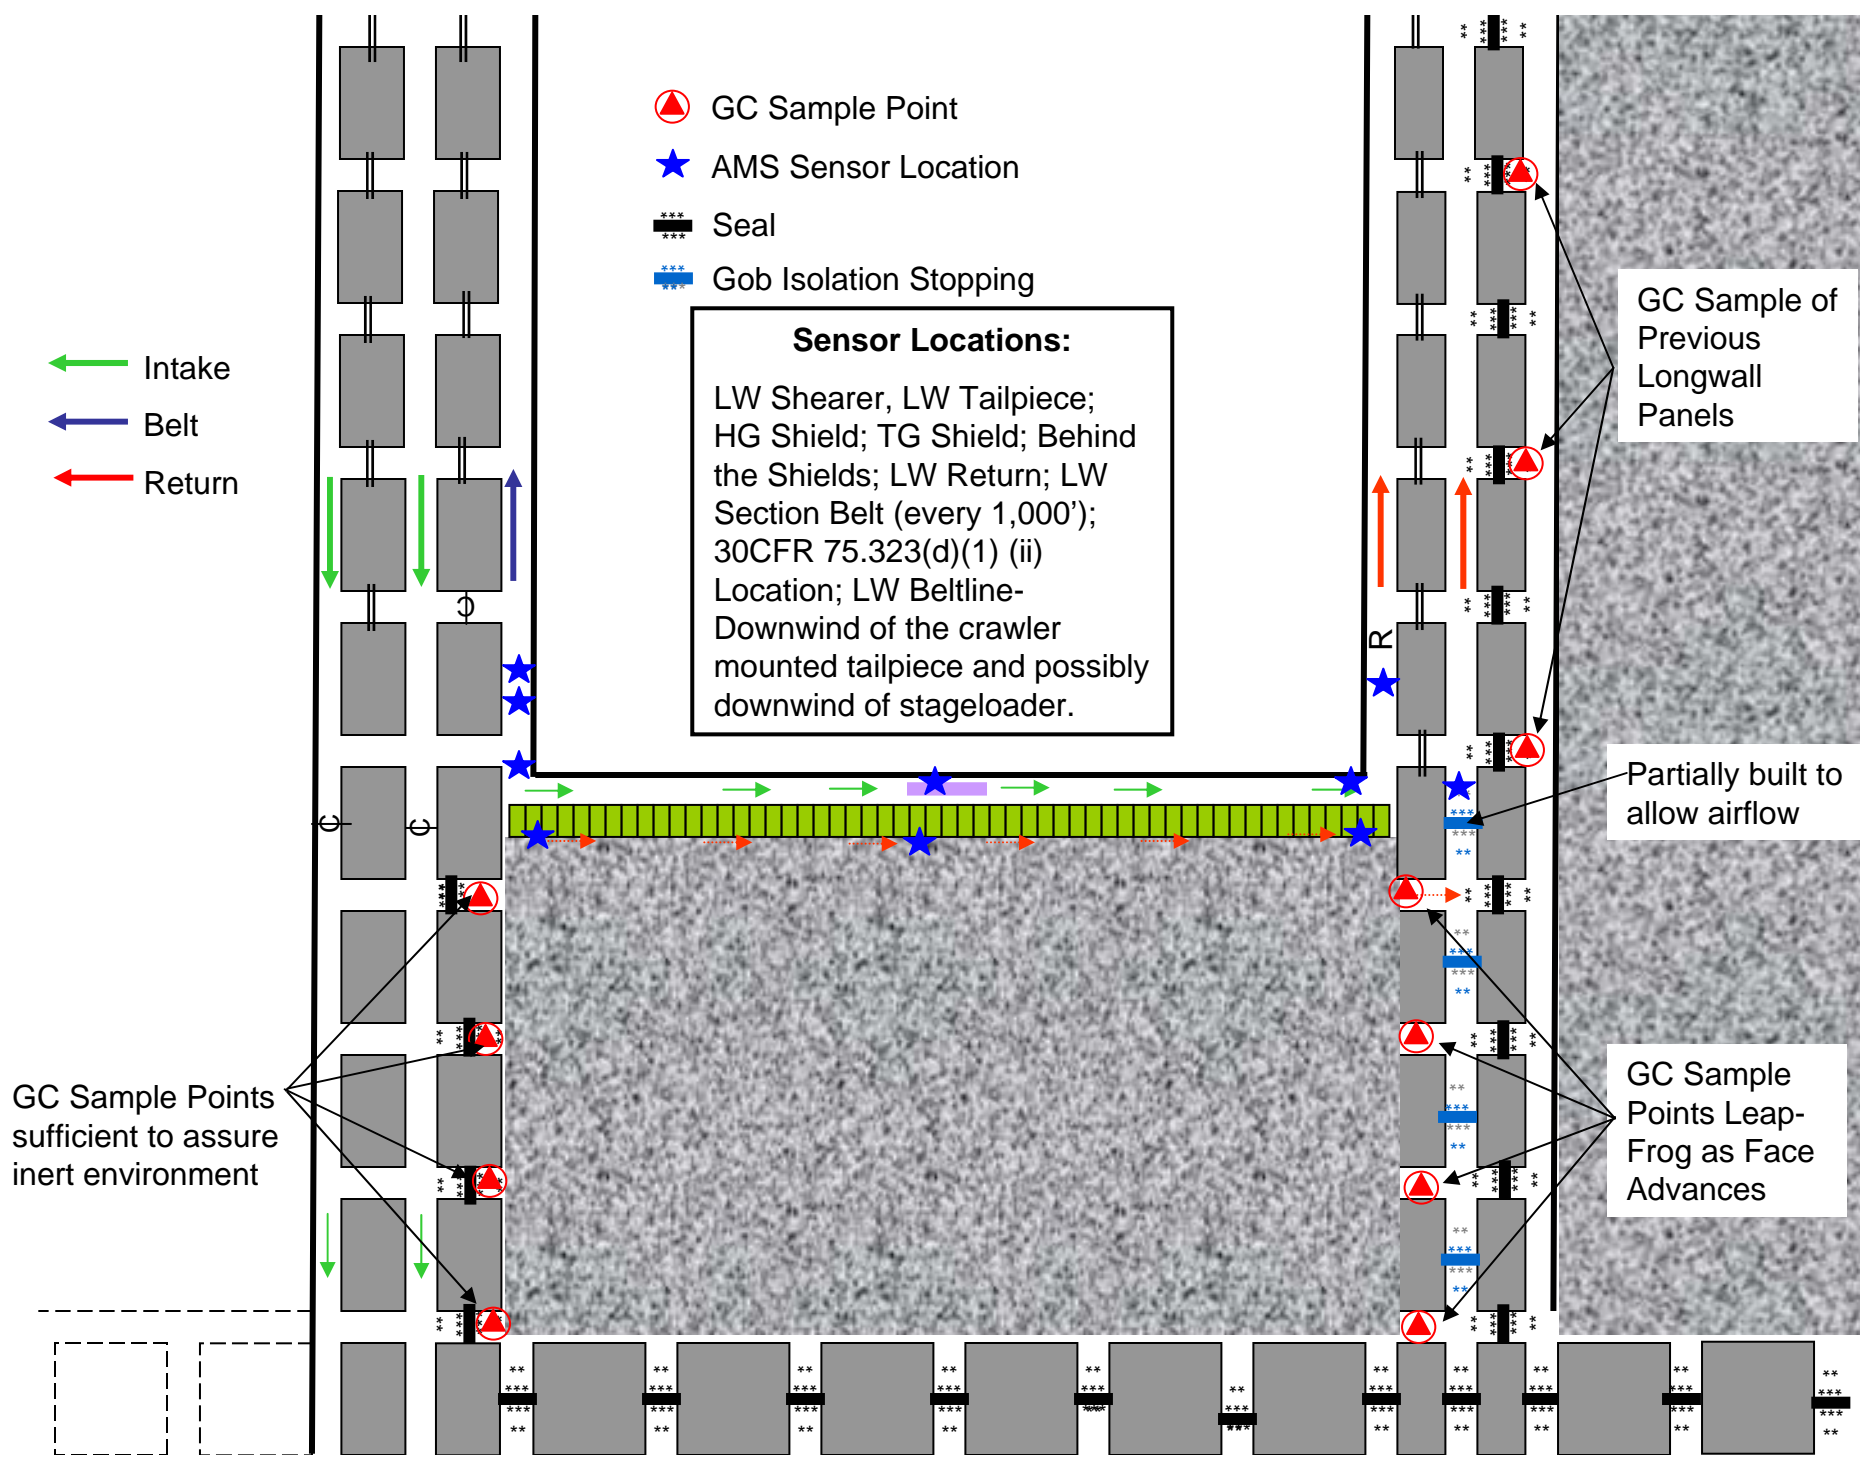 GC Sample Point
AMS Sensor Location
Seal
Gob Isolation Stopping
Intake
Belt
Return
Sensor Locations:
LW Shearer, LW Tailpiece;
HG Shield; TG Shield; Behind
the Shields; LW Return; LW
Section Belt (every 1,000’);
30CFR 75.323(d)(1) (ii)
Location; LW Beltline-
Downwind of the crawler
mounted tailpiece and possibly
downwind of stageloader.
GC Sample of
Previous
Longwall
Panels
C
R
Partially built to
allow airflow
C
C
GC Sample Points
sufficient to assure
inert environment
GC Sample
Points Leap-
Frog as Face
Advances